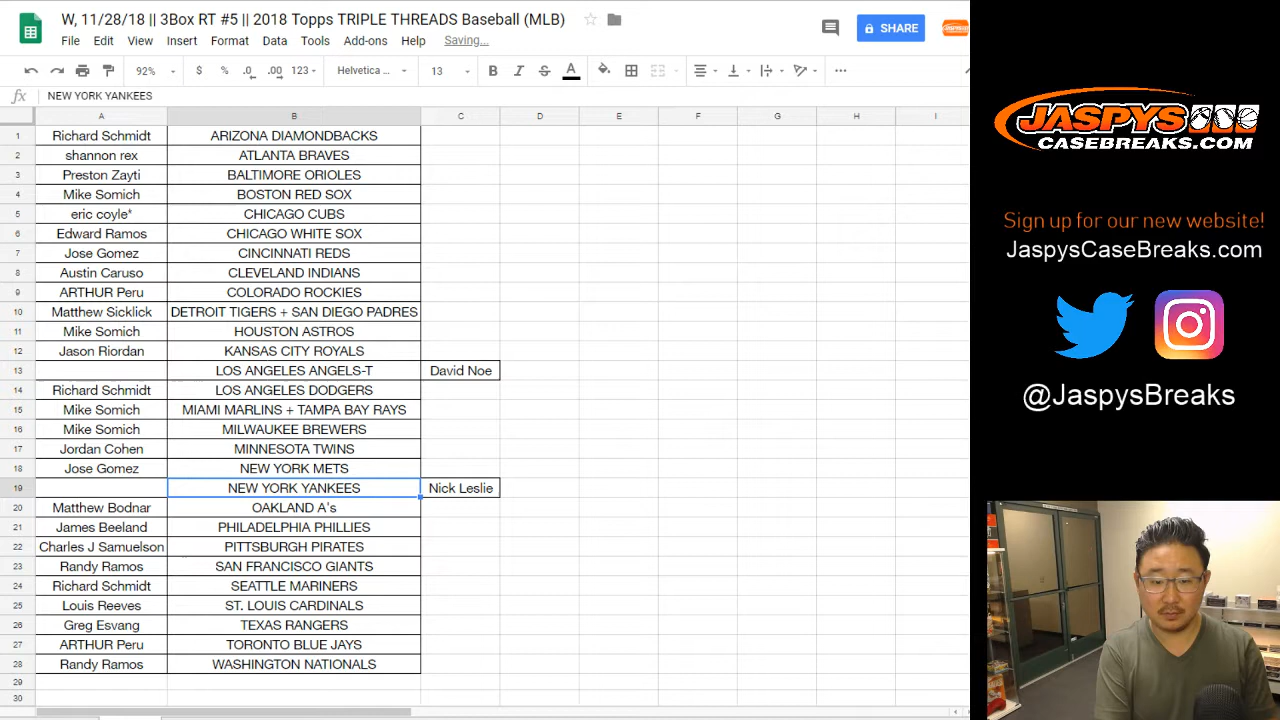 W, 11/28/18 || 3Box RT #5 || 2018 Topps TRIPLE THREADS Baseball (MLB)
File Edit View Insert Format Data Tools Add-ons Help Saving...
SHARE
92% $ % .0 .00 123 Helvetica ... 13 B I S A
fx NEW YORK YANKEES
A B C D E F G H I
1 Richard Schmidt ARIZONA DIAMONDBACKS
2 shannon rex ATLANTA BRAVES
3 Preston Zayti BALTIMORE ORIOLES
4 Mike Somich BOSTON RED SOX
5 eric coyle* CHICAGO CUBS
6 Edward Ramos CHICAGO WHITE SOX
7 Jose Gomez CINCINNATI REDS
8 Austin Caruso CLEVELAND INDIANS
9 ARTHUR Peru COLORADO ROCKIES
10 Matthew Sicklick DETROIT TIGERS + SAN DIEGO PADRES
11 Mike Somich HOUSTON ASTROS
12 Jason Riordan KANSAS CITY ROYALS
13 LOS ANGELES ANGELS-T David Noe
14 Richard Schmidt LOS ANGELES DODGERS
15 Mike Somich MIAMI MARLINS + TAMPA BAY RAYS
16 Mike Somich MILWAUKEE BREWERS
17 Jordan Cohen MINNESOTA TWINS
18 Jose Gomez NEW YORK METS
19 NEW YORK YANKEES Nick Leslie
20 Matthew Bodnar OAKLAND A's
21 James Beeland PHILADELPHIA PHILLIES
22 Charles J Samuelson PITTSBURGH PIRATES
23 Randy Ramos SAN FRANCISCO GIANTS
24 Richard Schmidt SEATTLE MARINERS
25 Louis Reeves ST. LOUIS CARDINALS
26 Greg Esvang TEXAS RANGERS
27 ARTHUR Peru TORONTO BLUE JAYS
28 Randy Ramos WASHINGTON NATIONALS
29
30
JASPYS
CASEBREAKS.COM
Sign up for our new website!
JaspysCaseBreaks.com
@JaspysBreaks